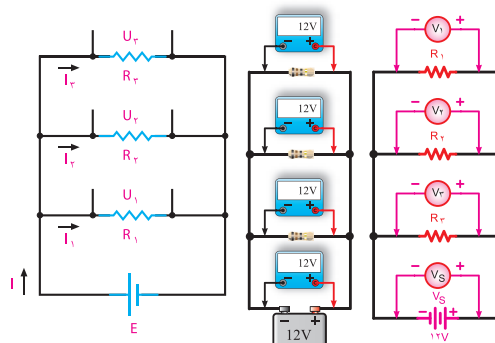 U۳
R۳
I۳
U۲
R۲
I۲
U۱
R۱
I۱
I
E
12V
− +
12V
− +
12V
− +
12V
− +
− +
12V
− V۱ +
R۱
− V۲ +
R۲
− V۳ +
R۳
− VS +
VS
− +
۱۲V